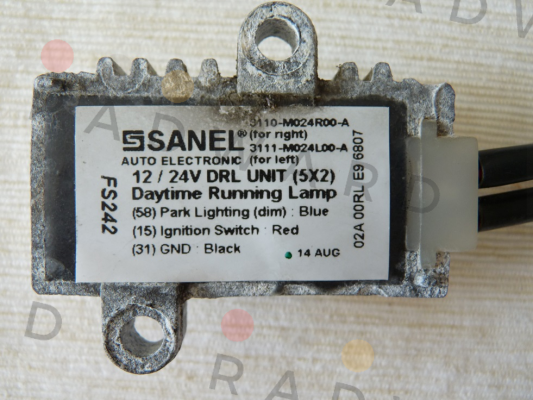 3110-M024R00-A
SANEL® (for right)
3111-M024L00-A
AUTO ELECTRONIC (for left)
12 / 24V DRL UNIT (5X2)
Daytime Running Lamp
(58) Park Lighting (dim) : Blue
(15) Ignition Switch : Red
(31) GND : Black
14 AUG
FS242
02A 00RL E9 6807